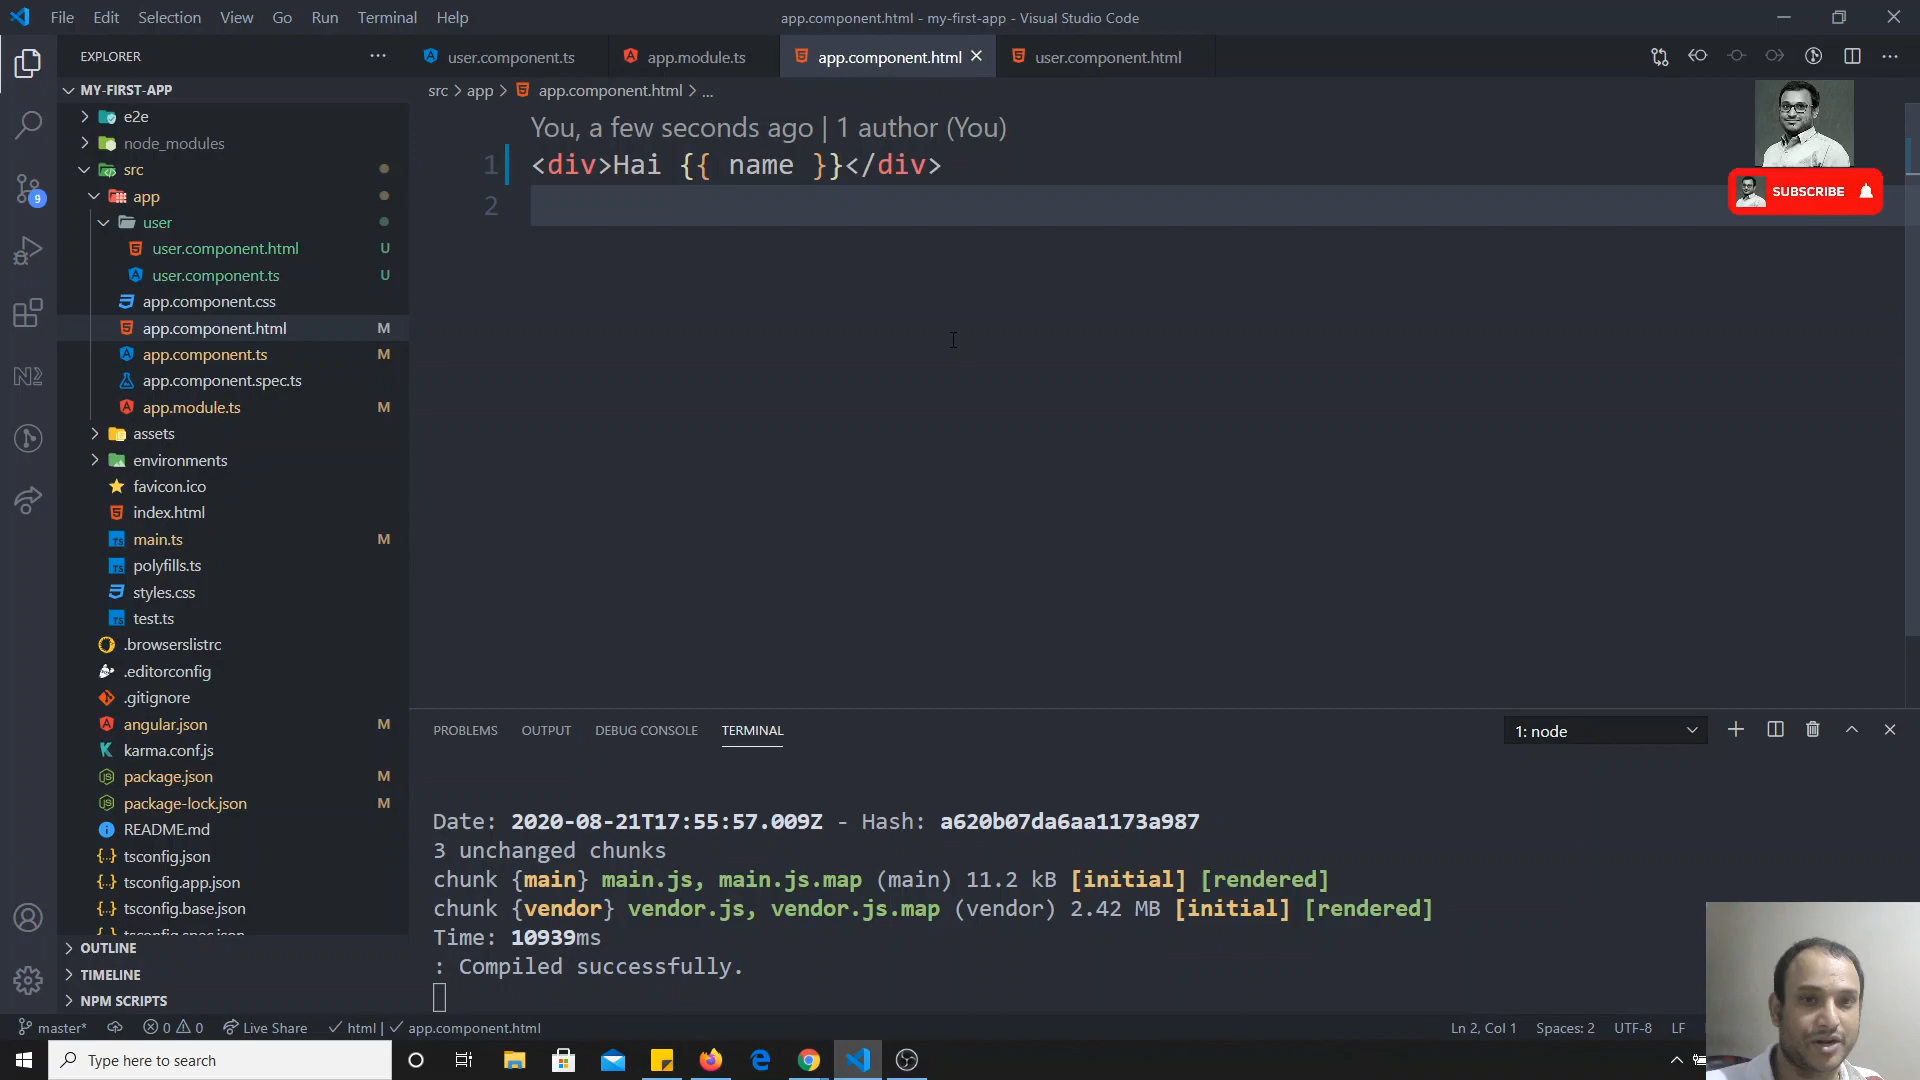 File Edit Selection View Go Run Terminal Help
app.component.html - my-first-app - Visual Studio Code
EXPLORER
user.component.ts
app.module.ts
app.component.html
user.component.html
MY-FIRST-APP
src > app > app.component.html > ...
e2e
node_modules
src
app
user
user.component.html U
user.component.ts U
app.component.css
app.component.html M
app.component.ts M
app.component.spec.ts
app.module.ts M
assets
environments
favicon.ico
index.html
main.ts M
polyfills.ts
styles.css
test.ts
.browserslistrc
.editorconfig
.gitignore
angular.json M
karma.conf.js
package.json M
package-lock.json M
README.md
tsconfig.json
tsconfig.app.json
tsconfig.base.json
tsconfig.spec.json
OUTLINE
TIMELINE
NPM SCRIPTS
9
You, a few seconds ago | 1 author (You)
1 <div>Hai {{ name }}</div>
2
SUBSCRIBE
PROBLEMS OUTPUT DEBUG CONSOLE TERMINAL
1: node
Date: 2020-08-21T17:55:57.009Z - Hash: a620b07da6aa1173a987
3 unchanged chunks
chunk {main} main.js, main.js.map (main) 11.2 kB [initial] [rendered]
chunk {vendor} vendor.js, vendor.js.map (vendor) 2.42 MB [initial] [rendered]
Time: 10939ms
: Compiled successfully.
master* 0 0 Live Share html | app.component.html
Ln 2, Col 1 Spaces: 2 UTF-8 LF
Type here to search